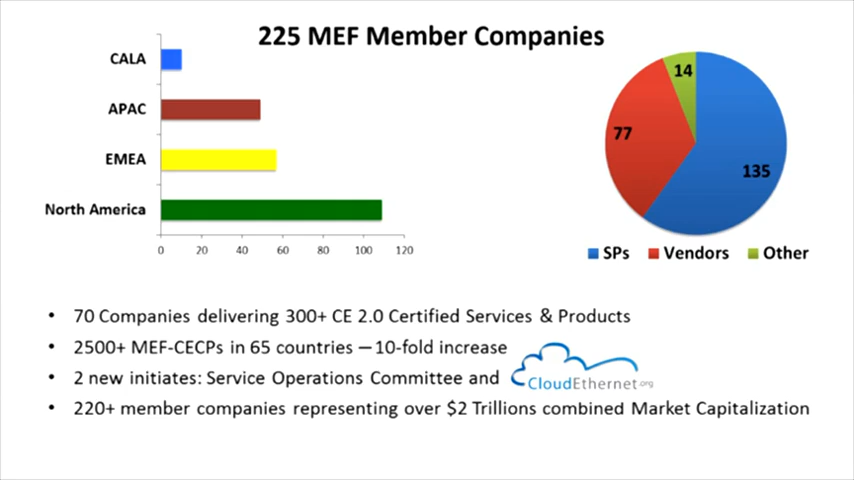 225 MEF Member Companies
CALA
APAC
EMEA
North America
0 20 40 60 80 100 120
14
77
135
SPs Vendors Other
• 70 Companies delivering 300+ CE 2.0 Certified Services & Products
• 2500+ MEF-CECPs in 65 countries – 10-fold increase
• 2 new initiates: Service Operations Committee and CloudEthernet.org
• 220+ member companies representing over $2 Trillions combined Market Capitalization